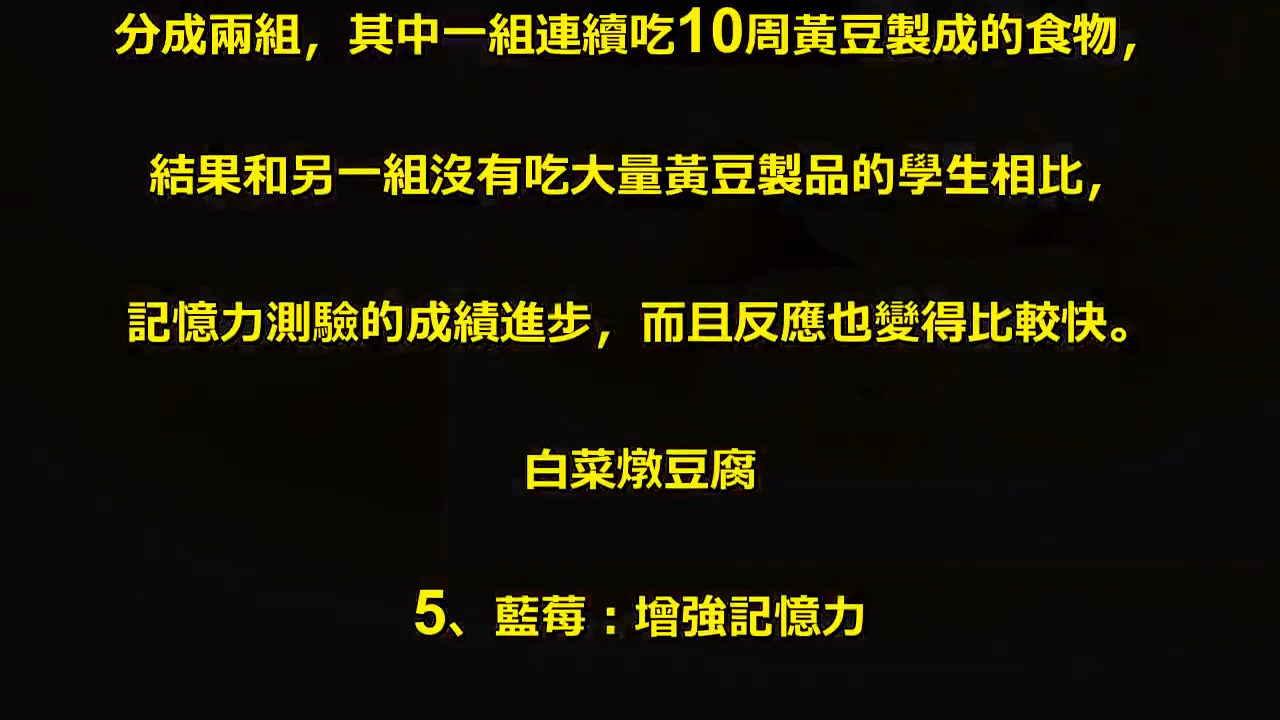 分成兩組，其中一組連續吃10周黃豆製成的食物，
結果和另一組沒有吃大量黃豆製品的學生相比，
記憶力測驗的成績進步，而且反應也變得比較快。
白菜燉豆腐
5、藍莓：增強記憶力